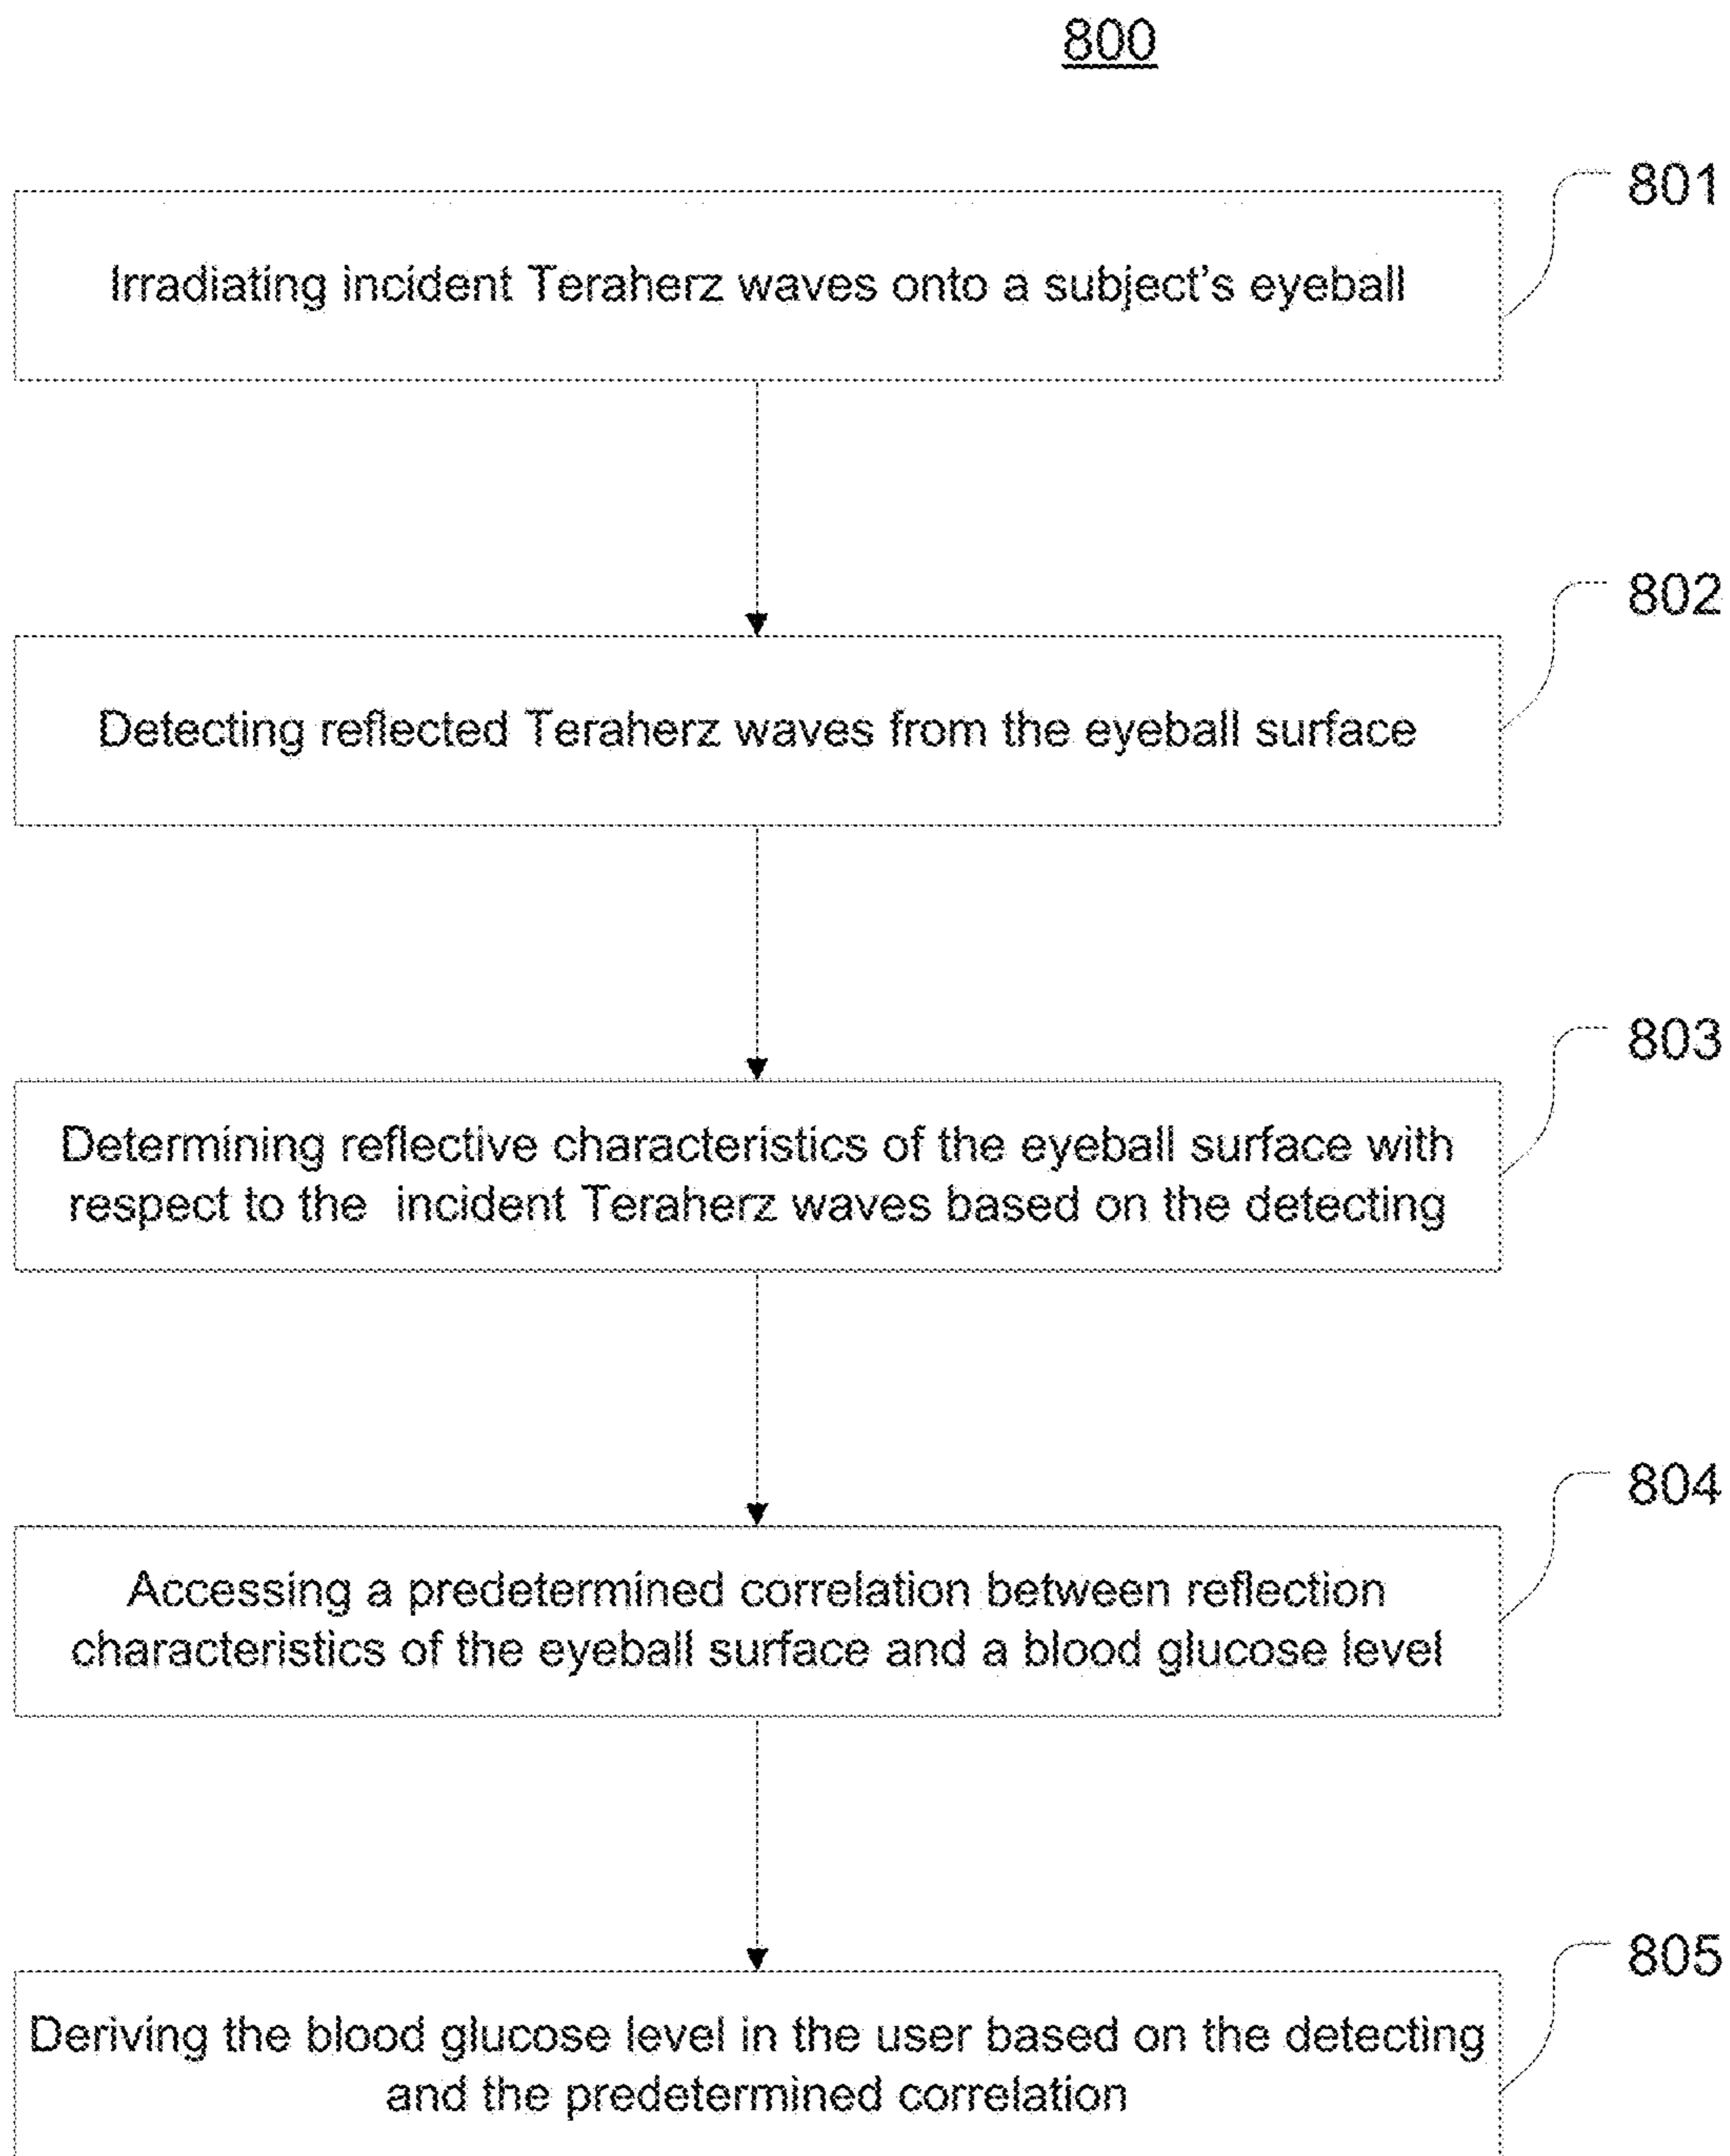 800
801
Irradiating incident Teraherz waves onto a subject's eyeball
802
Detecting reflected Teraherz waves from the eyeball surface
803
Determining reflective characteristics of the eyeball surface with
respect to the incident Teraherz waves based on the detecting
804
Accessing a predetermined correlation between reflection
characteristics of the eyeball surface and a blood glucose level
805
Deriving the blood glucose level in the user based on the detecting
and the predetermined correlation